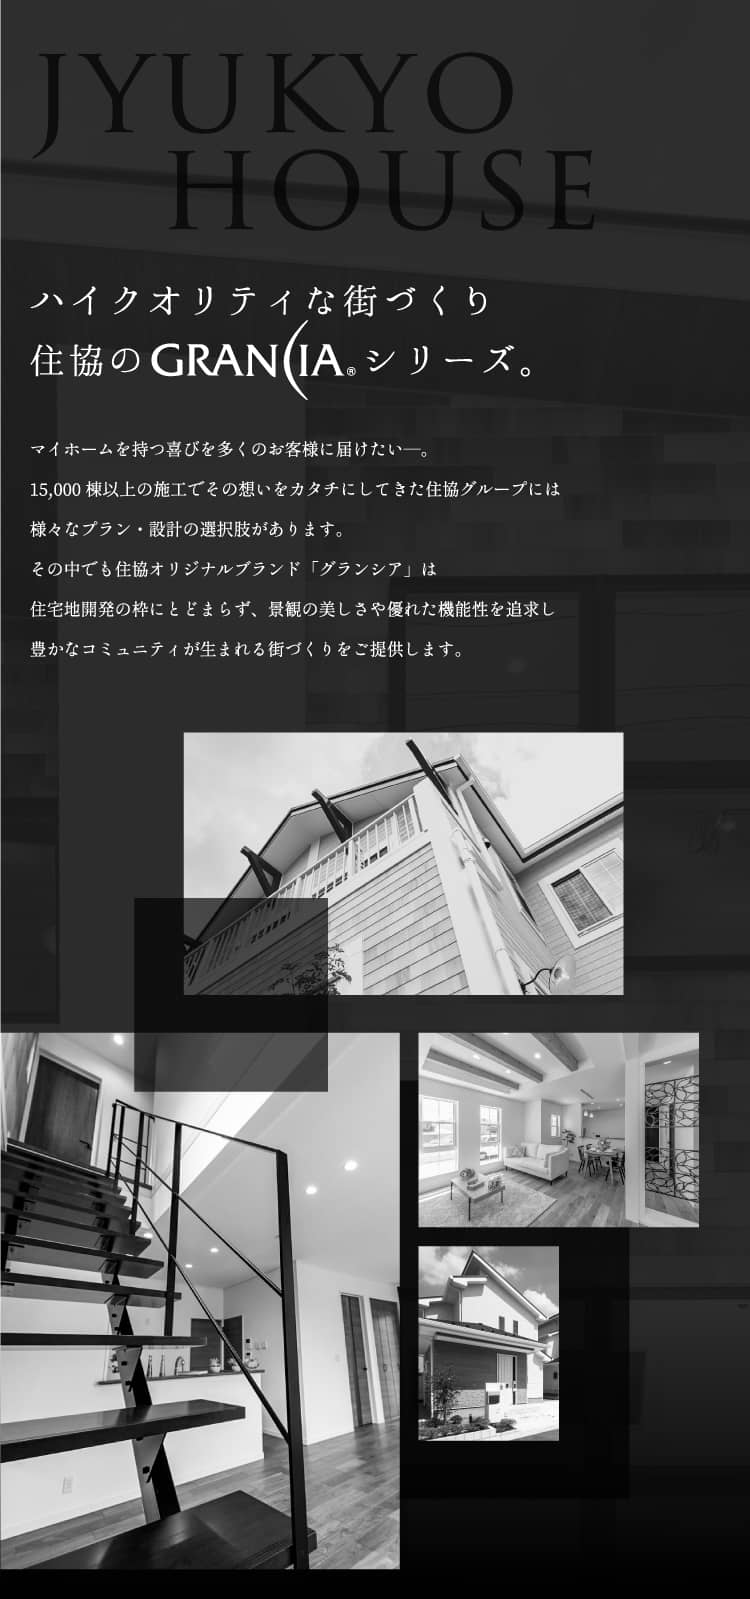 JYUKYO
HOUSE
ハイクオリティな街づくり
住協のGRANCIA®シリーズ。
マイホームを持つ喜びを多くのお客様に届けたい―。
15,000 棟以上の施工でその想いをカタチにしてきた住協グループには
様々なプラン・設計の選択肢があります。
その中でも住協オリジナルブランド「グランシア」は
住宅地開発の枠にとどまらず、景観の美しさや優れた機能性を追求し
豊かなコミュニティが生まれる街づくりをご提供します。